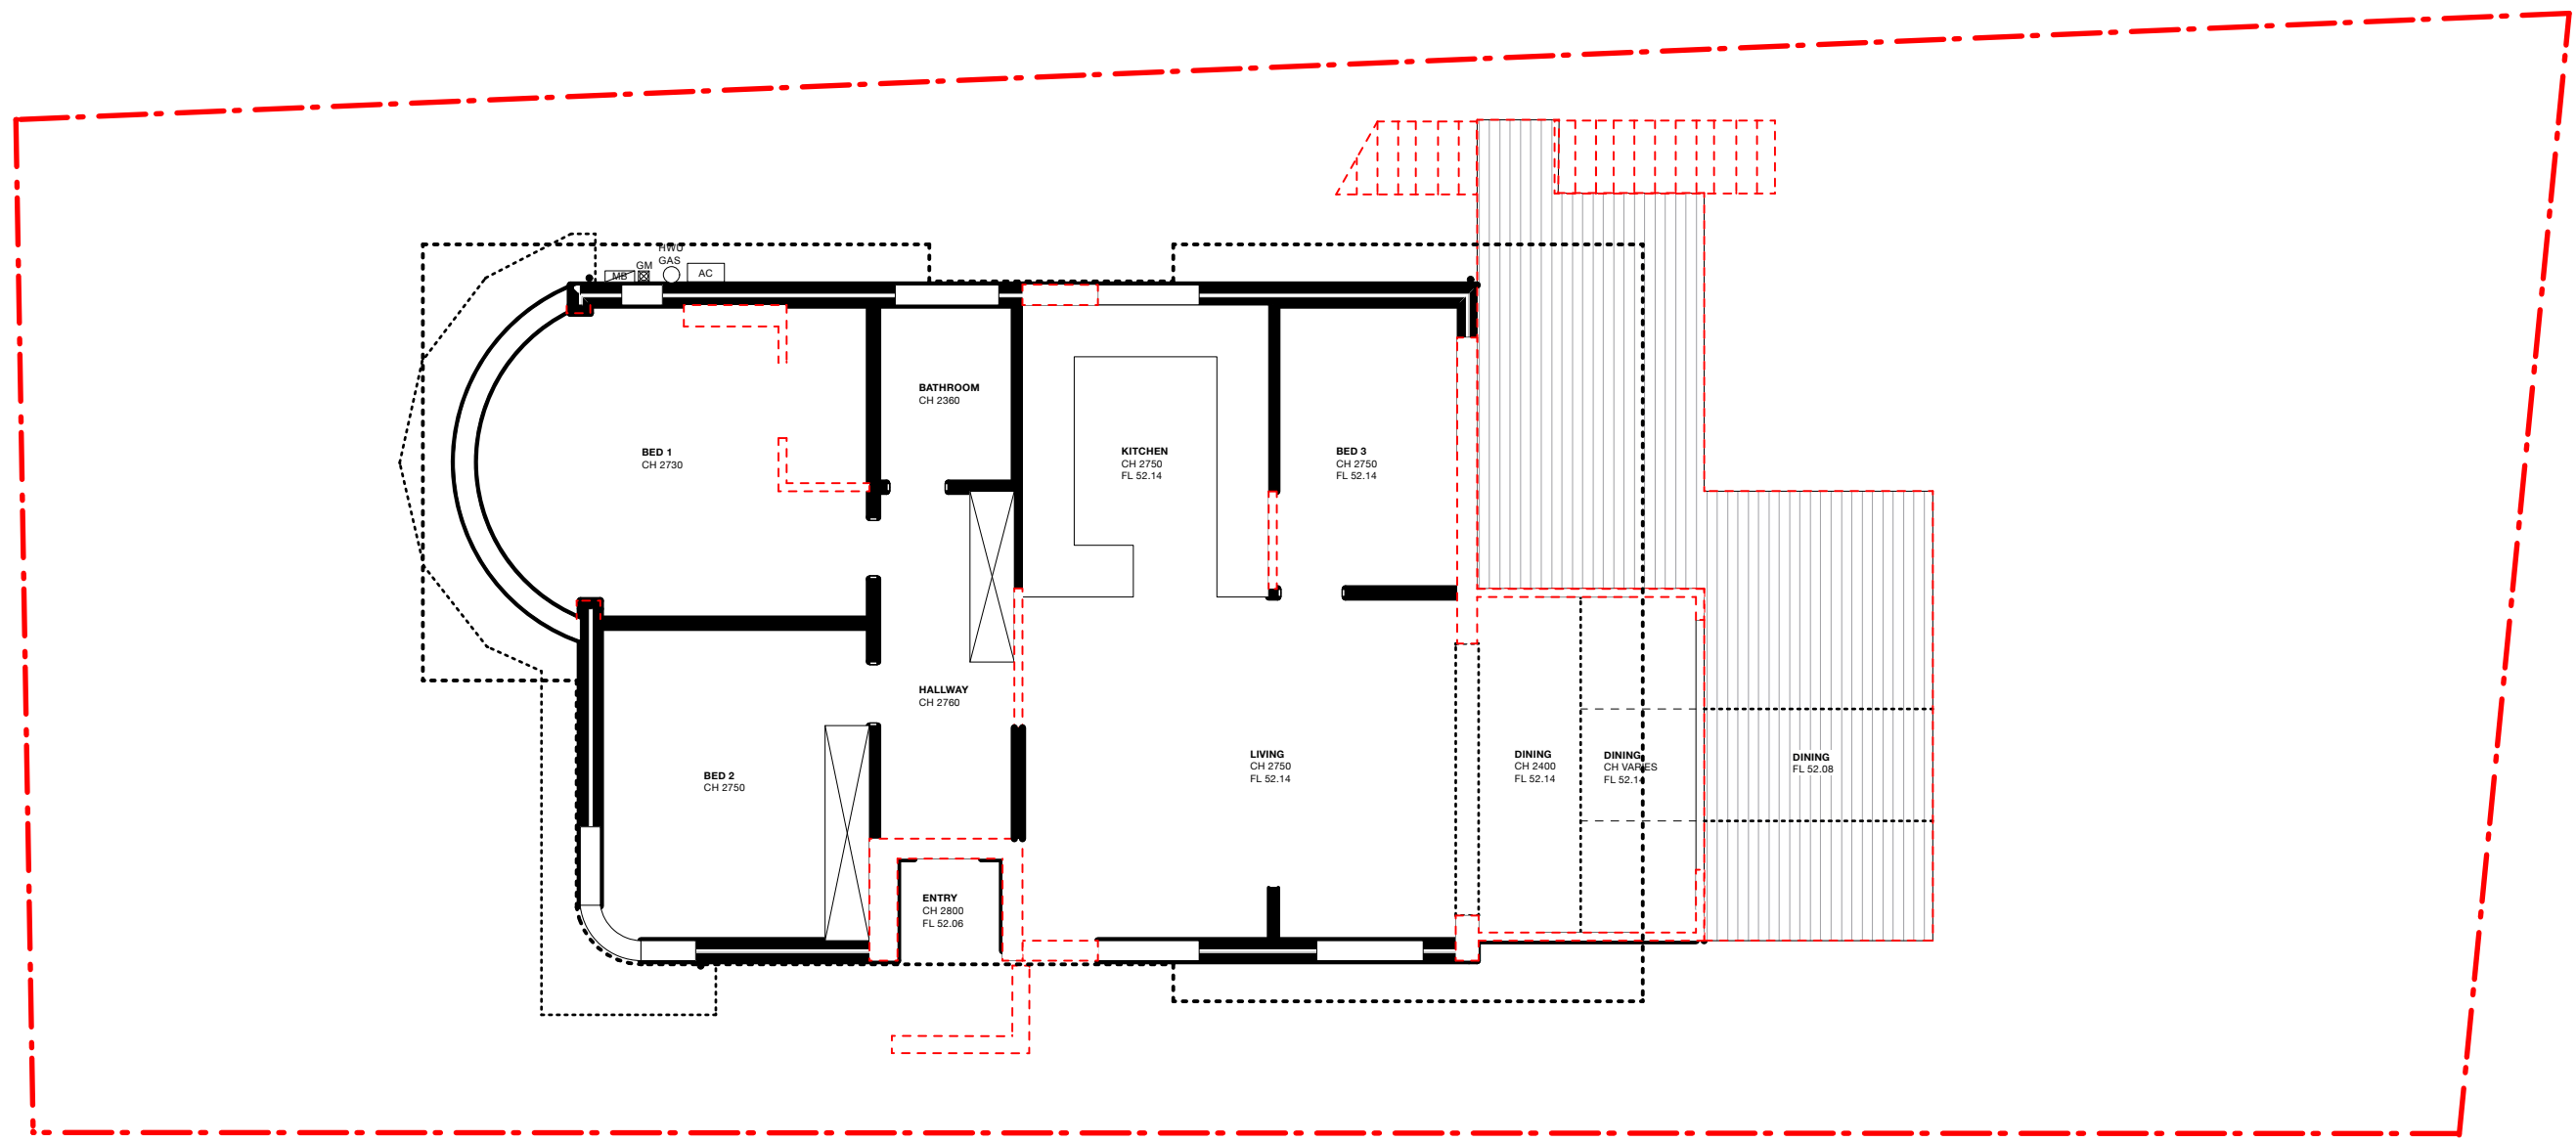 HWU
GAS
GM
MB
AC
BATHROOM
CH 2360
BED 1
CH 2730
KITCHEN
CH 2750
FL 52.14
BED 3
CH 2750
FL 52.14
HALLWAY
CH 2760
BED 2
CH 2750
LIVING
CH 2750
FL 52.14
DINING
CH 2400
FL 52.14
DINING
CH VARIES
FL 52.14
DINING
FL 52.08
ENTRY
CH 2800
FL 52.06